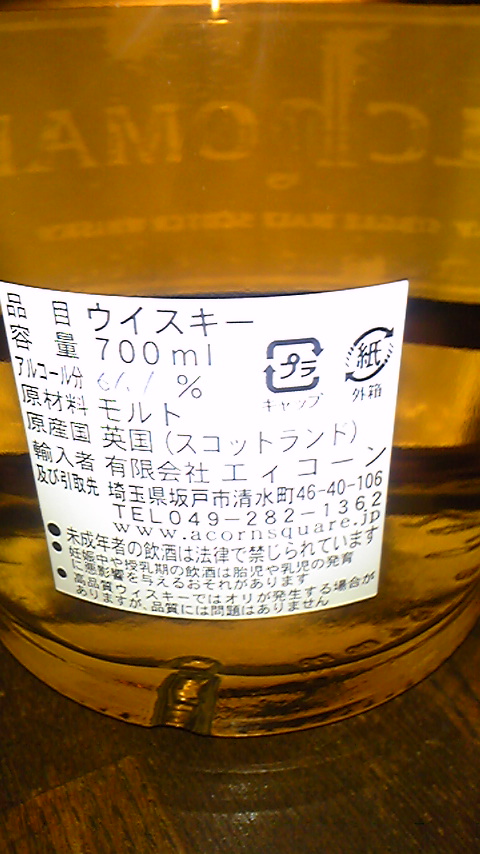 品目 ウイスキー
容量 700ml
アルコール分 %
原材料 モルト
原産国 英国(スコットランド)
輸入者 有限会社 エイコーン
及び引取先 埼玉県坂戸市清水町46-40-106
TEL049-282-1362
www.acornsquare.jp
プラ
キャップ
紙
外箱
●未成年者の飲酒は法律で禁じられています
●妊娠中や授乳期の飲酒は胎児や乳児の発育
に悪影響を与えるおそれがあります
●高品質ウィスキーではオリが発生する場合が
ありますが、品質には問題はありません